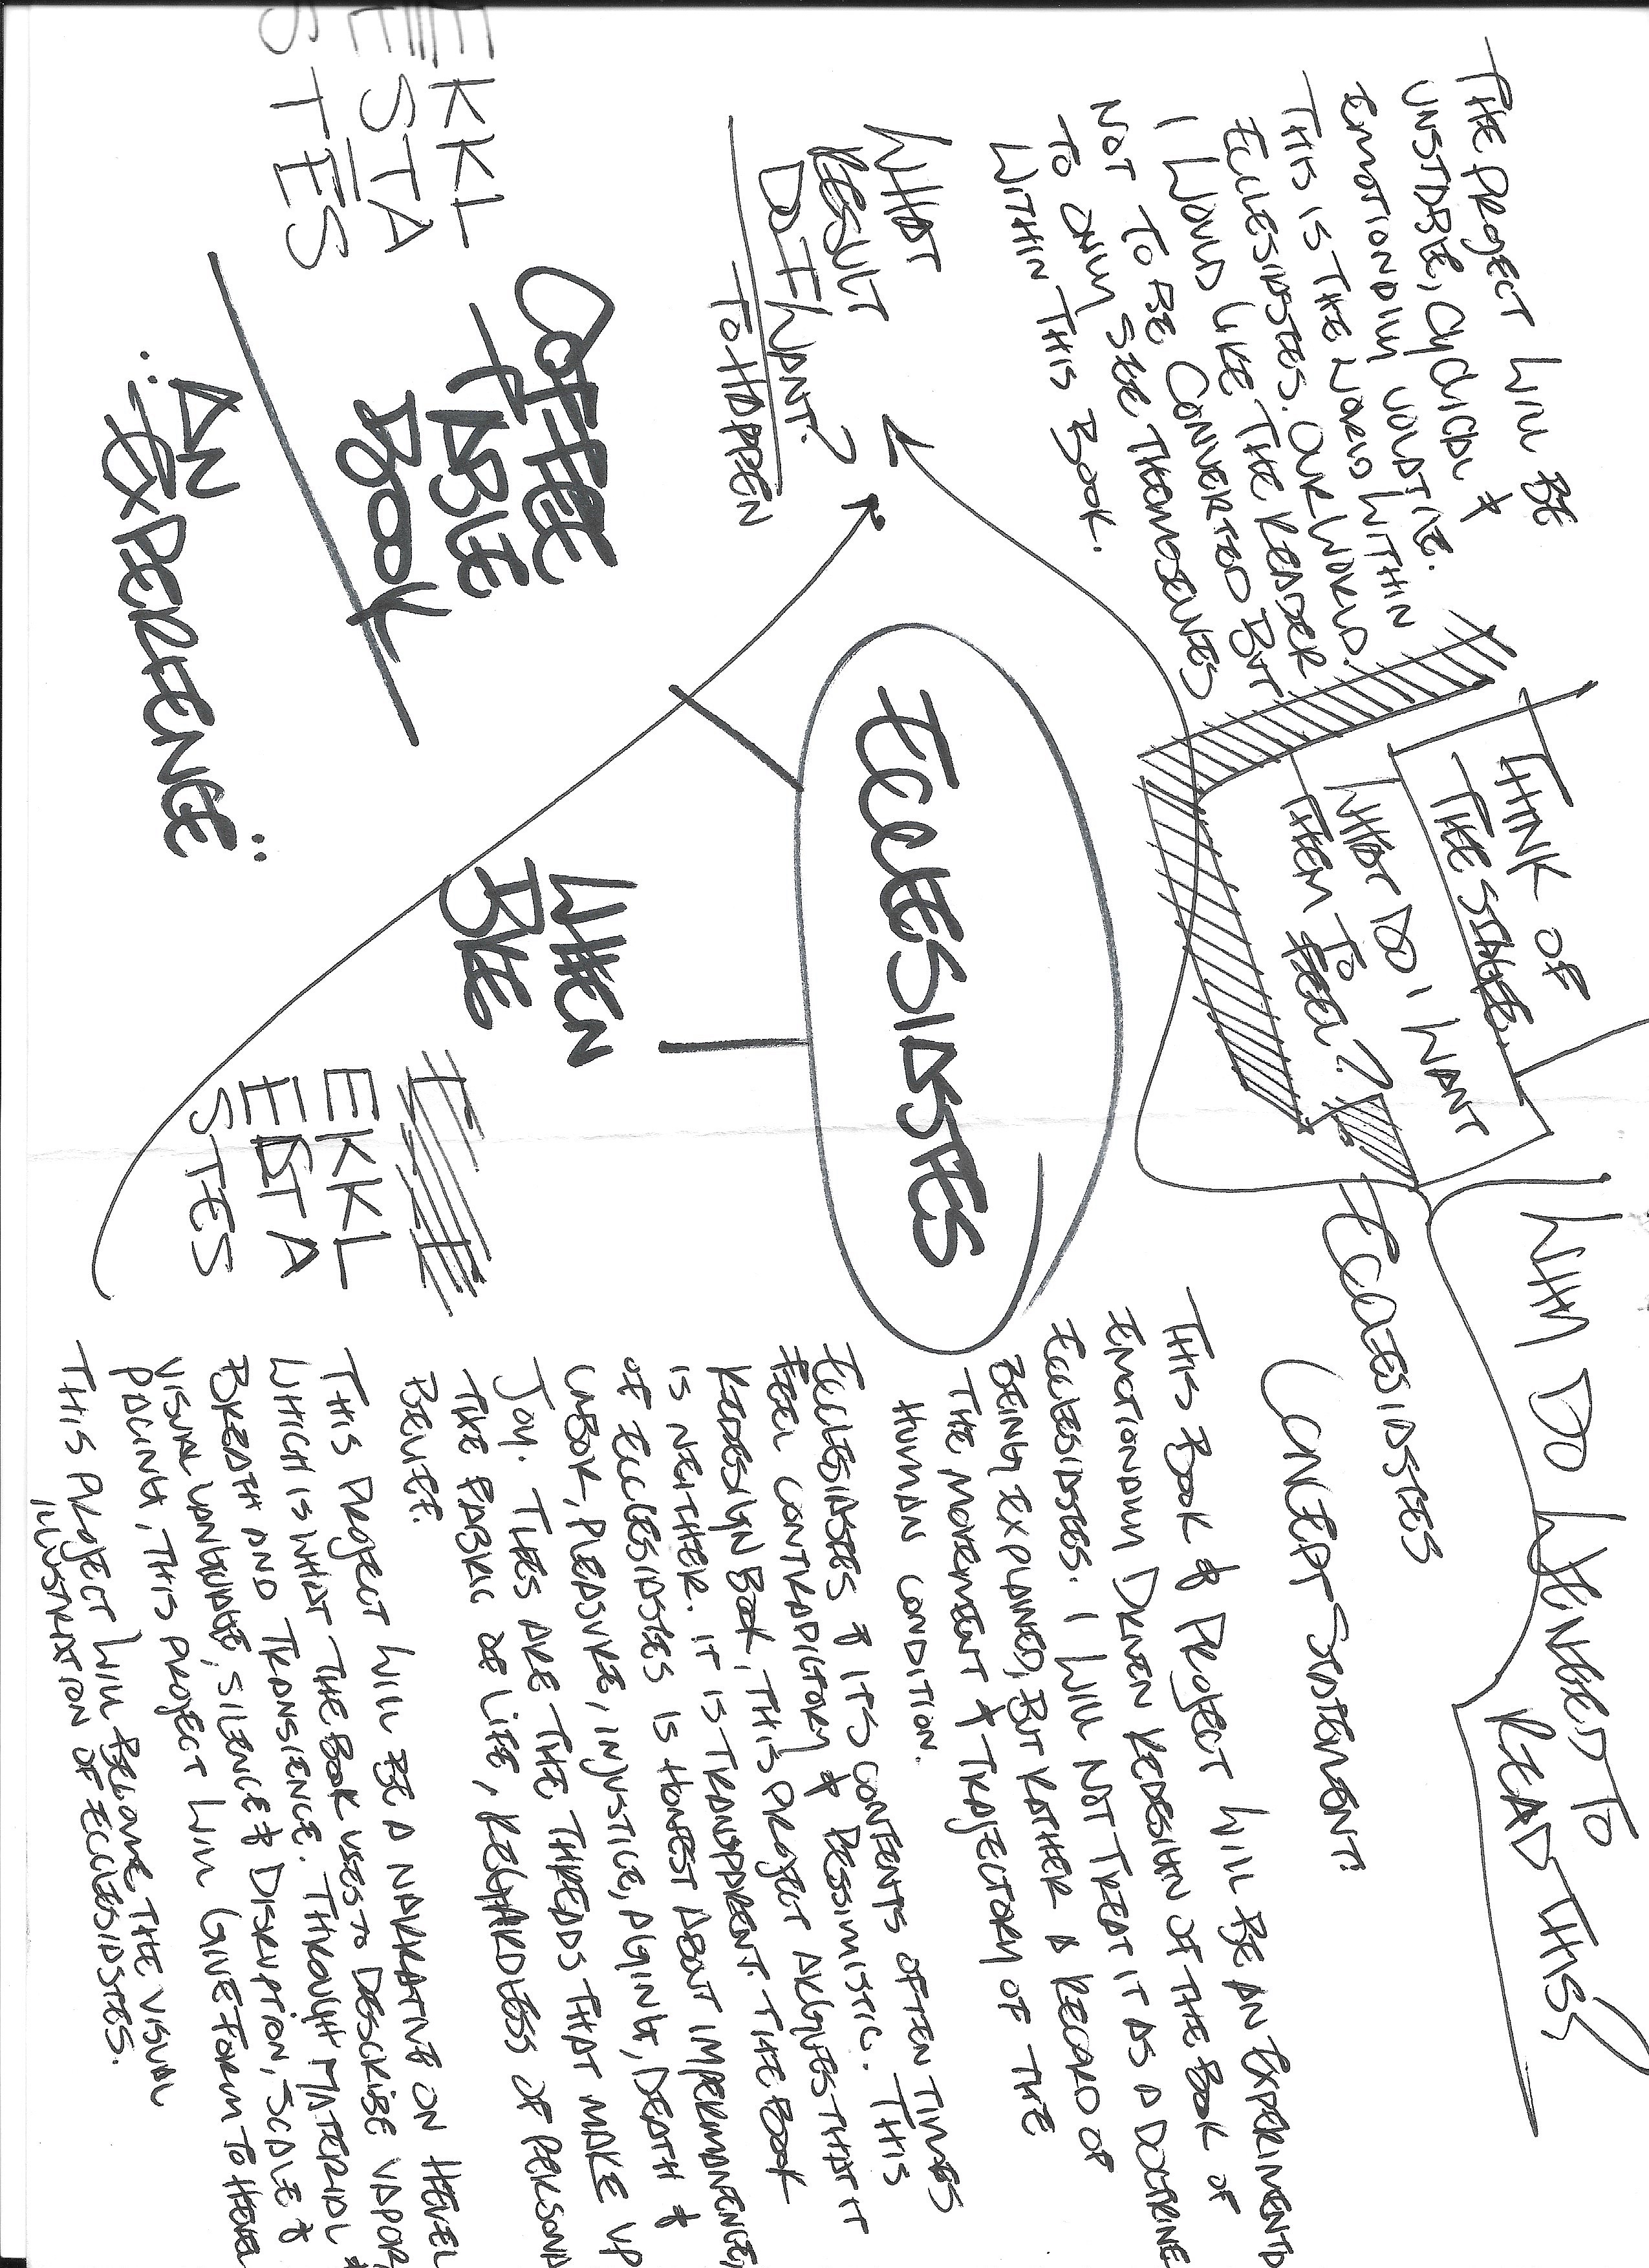 THE PROJECT WILL BE
UNSTABLE, CYCLICAL &
EMOTIONALLY VOLATILE.
THIS IS THE WORLD WITHIN
ECCLESIASTES. OUR WORLD.
I WOULD LIKE THE READER
NOT TO BE CONVERTED BUT
TO ONLY SEE THEMSELVES
WITHIN THIS BOOK.
WHAT
RESULT
DO I WANT?
TO HAPPEN
THINK OF
THE SENSES.
WHAT DO I WANT
THEM TO FEEL?
WHY DO WE NEED TO
READ THIS?
ECCLESIASTES
CONCEPT STATEMENT:
THIS BOOK & PROJECT WILL BE AN EXPERIMENTAL
EMOTIONALLY DRIVEN REDESIGN OF THE BOOK OF
ECCLESIASTES. I WILL NOT TREAT IT AS A DOCTRINE
BEING EXPLAINED, BUT RATHER A RECORD OF
THE MOVEMENT & TRAJECTORY OF THE
HUMAN CONDITION.
ECCLESIASTES & ITS CONTENTS OFTEN TIMES
FEEL CONTRADICTORY & PESSIMISTIC. THIS
REDESIGN BOOK, THIS PROJECT ARGUES THAT IT
IS NEITHER. IT IS TRANSPARENT. THE BOOK
OF ECCLESIASTES IS HONEST ABOUT IMPERMANENCE,
LABOR, PLEASURE, INJUSTICE, AGING, DEATH &
JOY. THES ARE THE THREADS THAT MAKE UP
THE FABRIC OF LIFE, REGARDLESS OF PERSONAL
BELIEF.
THIS PROJECT WILL BE A NARRATIVE ON HEVEL
WHICH IS WHAT THE BOOK USES TO DESCRIBE VAPOR,
BREATH AND TRANSIENCE. THROUGH MATERIAL &
VISUAL LANGUAGE, SILENCE & DISRUPTION, SCALE &
PACING, THIS PROJECT WILL GIVE FORM TO HEVEL
THIS PROJECT WILL BECOME THE VISUAL
ILLUSTRATION OF ECCLESIASTES.
ECCLESIASTES
COFFEE
TABLE
BOOK
AN
EXPERIENCE
EKKL
ESTA
STES
EKKL
ESTA
STES